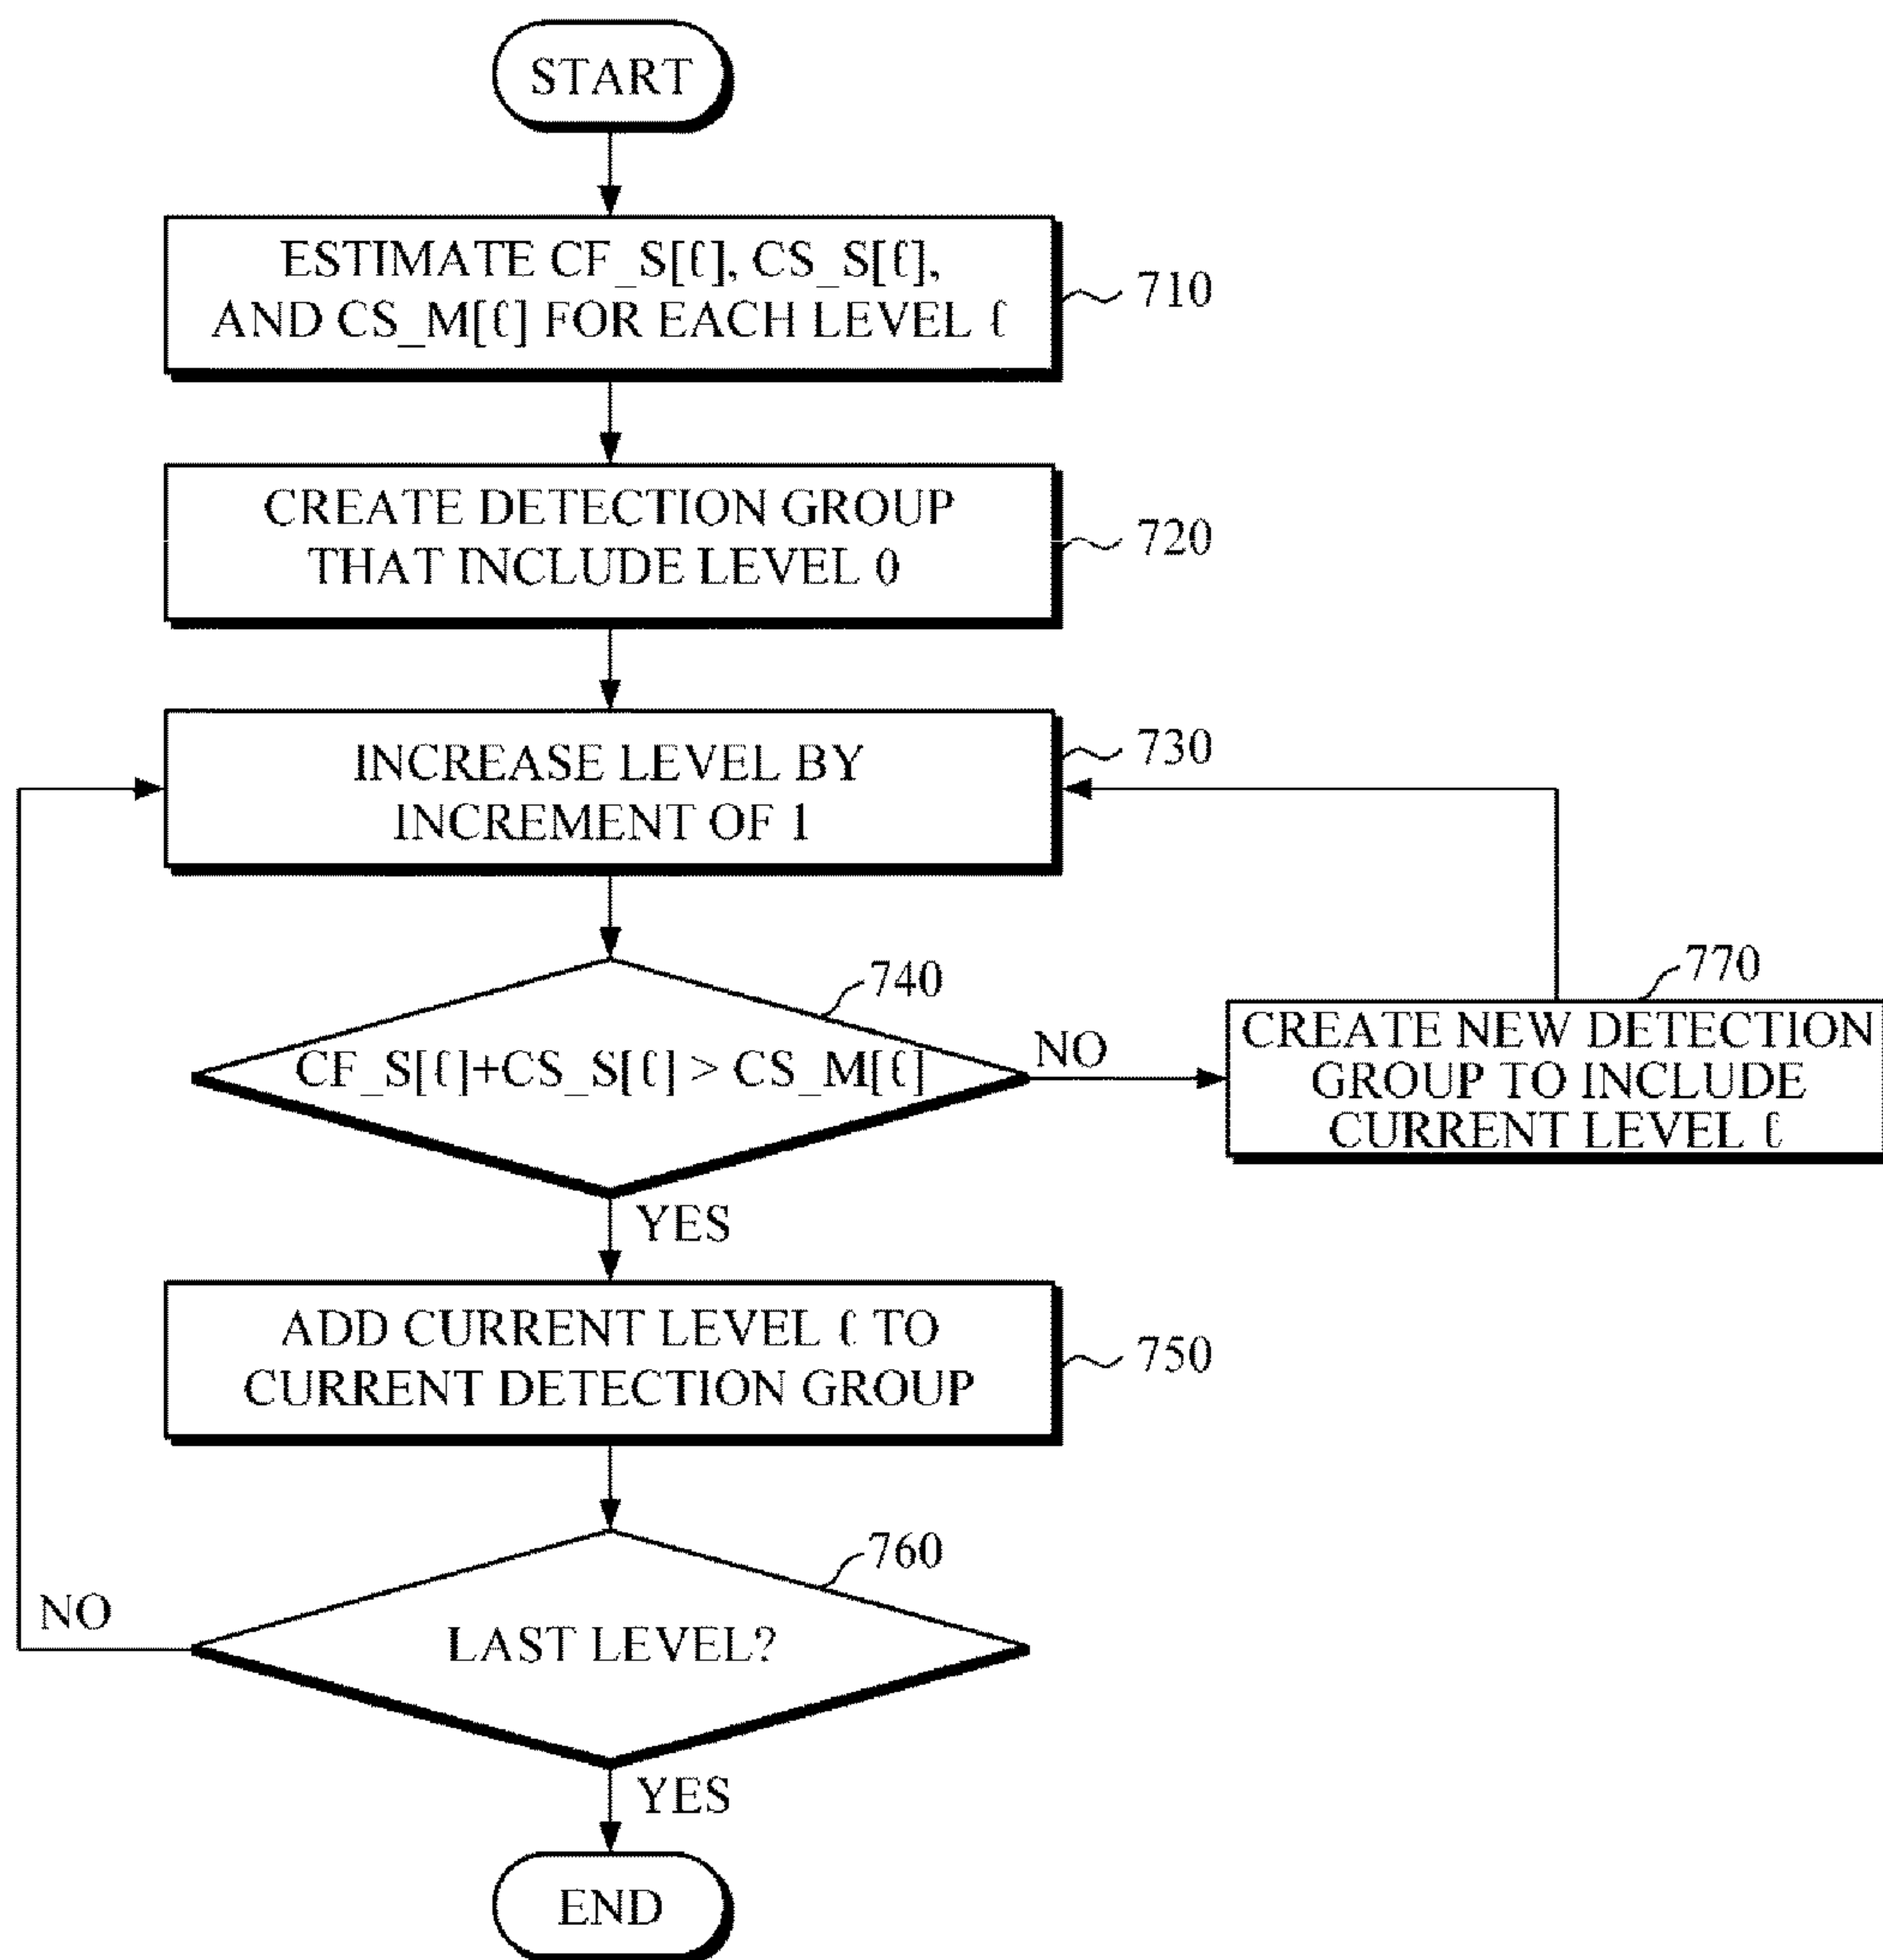 START
ESTIMATE CF_S[ℓ], CS_S[ℓ],
AND CS_M[ℓ] FOR EACH LEVEL ℓ
710
CREATE DETECTION GROUP
THAT INCLUDE LEVEL 0
720
INCREASE LEVEL BY
INCREMENT OF 1
730
740
CF_S[ℓ]+CS_S[ℓ] > CS_M[ℓ]
NO
770
CREATE NEW DETECTION
GROUP TO INCLUDE
CURRENT LEVEL ℓ
YES
ADD CURRENT LEVEL ℓ TO
CURRENT DETECTION GROUP
750
760
LAST LEVEL?
NO
YES
END